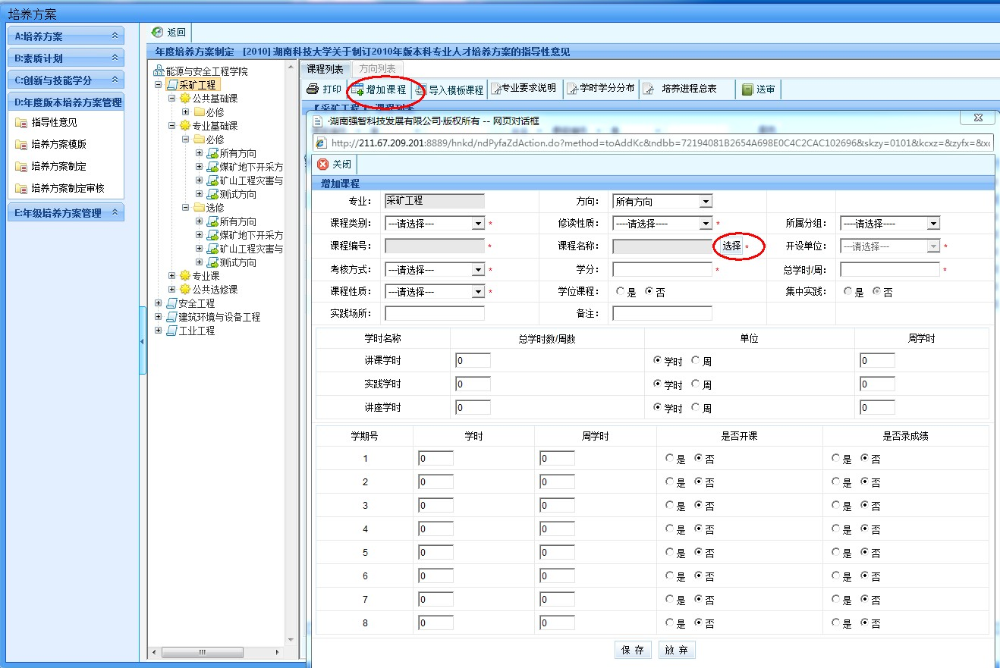 培养方案
A:培养方案
B:素质计划
C:创新与技能学分
D:年度版本培养方案管理
指导性意见
培养方案模版
培养方案制定
培养方案制定审核
E:年级培养方案管理
返回
年度培养方案制定 [2010] 湖南科技大学关于制订2010年版本科专业人才培养方案的指导性意见
能源与安全工程学院
采矿工程
公共基础课
必修
专业基础课
必修
所有方向
煤矿地下开采方
矿山工程灾害与
测试方向
选修
所有方向
煤矿地下开采方
矿山工程灾害与
测试方向
专业课
公共选修课
安全工程
建筑环境与设备工程
工业工程
课程列表 方向列表
打印 增加课程 导入模板课程 专业要求说明 学时学分分布 培养进程总表 送审
·湖南强智科技发展有限公司·版权所有 -- 网页对话框
http://211.67.209.201:8889/hnkd/ndPyfaZdAction.do?method=toAddKc&ndbb=72194081B2654A698E0C4C2CAC102696&skzy=0101&kcxz=&zyfx=&xc
关闭
增加课程
专业: 采矿工程 方向: 所有方向
课程类别: ---请选择--- * 修读性质: ----请选择---- * 所属分组: ----请选择----
课程编号: * 课程名称: 选择 * 开设单位: ---请选择--- *
考核方式: ---请选择--- * 学分: * 总学时/周: *
课程性质: ---请选择--- * 学位课程: 是 否 集中实践: 是 否
实践场所: 备注:
学时名称 总学时数/周数 单位 周学时
讲课学时 0 学时 周 0
实践学时 0 学时 周 0
讲座学时 0 学时 周 0
学期号 学时 周学时 是否开课 是否录成绩
1 0 0 是 否 是 否
2 0 0 是 否 是 否
3 0 0 是 否 是 否
4 0 0 是 否 是 否
5 0 0 是 否 是 否
6 0 0 是 否 是 否
7 0 0 是 否 是 否
8 0 0 是 否 是 否
保 存 放 弃